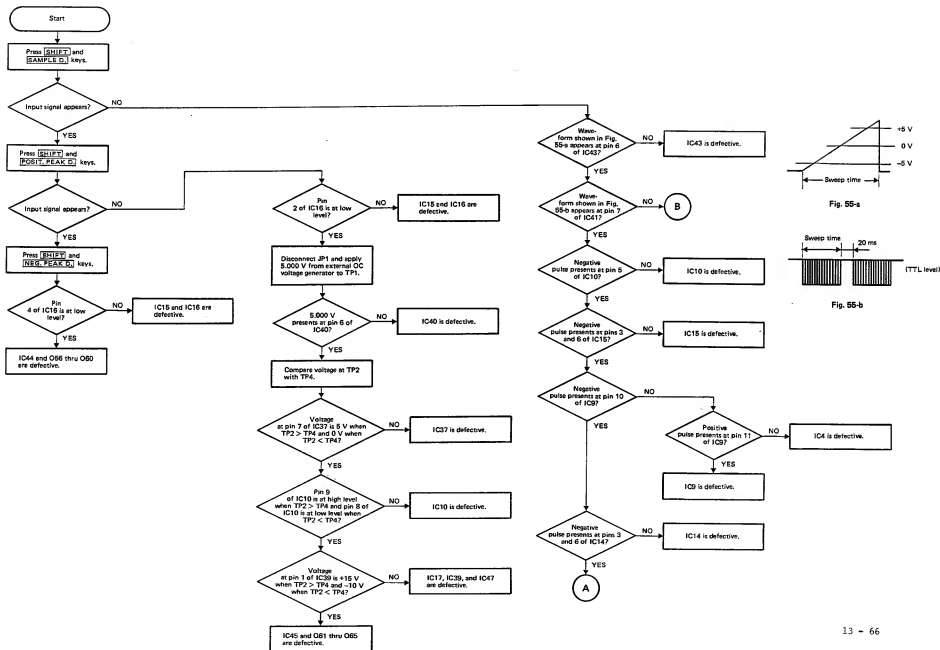 Start
Press SHIFT and
SAMPLE D. keys.
Input signal appears?
NO
YES
Press SHIFT and
POSIT. PEAK D. keys.
Input signal appears?
NO
YES
Press SHIFT and
NEG. PEAK D. keys.
Pin
4 of IC16 is at low
level?
NO
IC15 and IC16 are
defective.
YES
IC44 and Q56 thru Q60
are defective.
Pin
2 of IC16 is at low
level?
NO
IC15 and IC16 are
defective.
YES
Disconnect JP1 and apply
5.000 V from external OC
voltage generator to TP1.
5.000 V
presents at pin 6 of
IC40?
NO
IC40 is defective.
YES
Compare voltage at TP2
with TP4.
Voltage
at pin 7 of IC37 is 5 V when
TP2 > TP4 and 0 V when
TP2 < TP4?
NO
IC37 is defective.
YES
Pin 9
of IC10 is at high level
when TP2 > TP4 and pin 8 of
IC10 is at low level when
TP2 < TP4?
NO
IC10 is defective.
YES
Voltage
at pin 1 of IC39 is +15 V
when TP2 > TP4 and −10 V
when TP2 < TP4?
NO
IC17, IC39, and IC47
are defective.
YES
IC45 and Q61 thru Q65
are defective.
Wave-
form shown in Fig.
55-a appears at pin 6
of IC43?
NO
IC43 is defective.
YES
Wave-
form shown in Fig.
55-b appears at pin 7
of IC41?
NO
B
YES
Negative
pulse presents at pin 5
of IC10?
NO
IC10 is defective.
YES
Negative
pulse presents at pins 3
and 6 of IC15?
NO
IC15 is defective.
YES
Negative
pulse presents at pin 10
of IC9?
NO
YES
Positive
pulse presents at pin 11
of IC9?
NO
IC4 is defective.
YES
IC9 is defective.
Negative
pulse presents at pins 3
and 6 of IC14?
NO
IC14 is defective.
YES
A
+5 V
0 V
−5 V
Sweep time
Fig. 55-a
Sweep time
20 ms
(TTL level)
Fig. 55-b
13 - 66